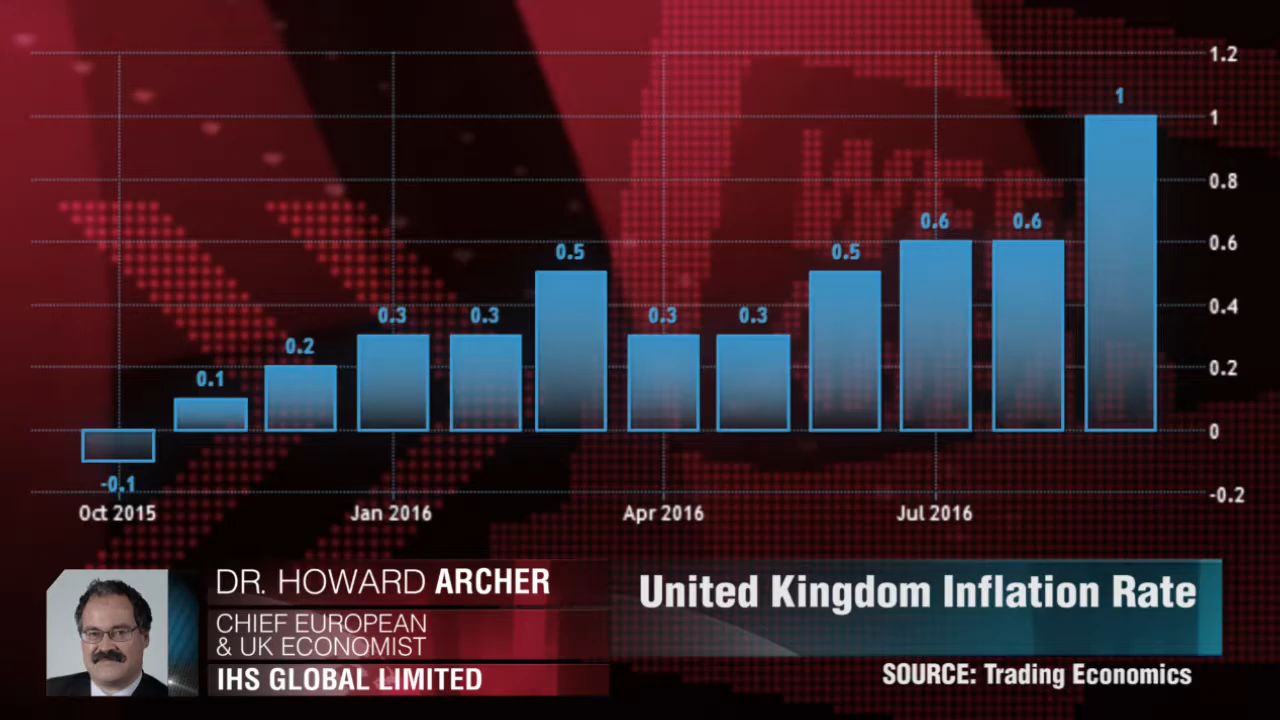 1.2
1
1
0.8
0.6
0.6
0.6
0.5
0.5
0.4
0.3
0.3
0.3
0.3
0.2
0.2
0.1
0
-0.1
-0.2
Oct 2015
Jan 2016
Apr 2016
Jul 2016
DR. HOWARD ARCHER
CHIEF EUROPEAN
& UK ECONOMIST
IHS GLOBAL LIMITED
United Kingdom Inflation Rate
SOURCE: Trading Economics